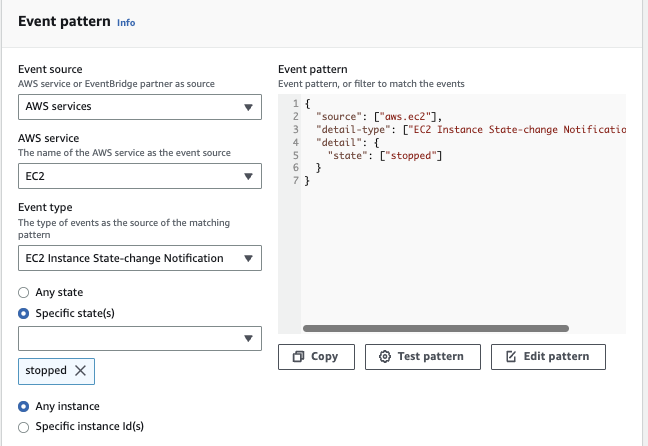 Event pattern Info
Event source
AWS service or EventBridge partner as source
AWS services
AWS service
The name of the AWS service as the event source
EC2
Event type
The type of events as the source of the matching
pattern
EC2 Instance State-change Notification
Any state
Specific state(s)
stopped
Any instance
Specific instance Id(s)
Event pattern
Event pattern, or filter to match the events
1 {
2 "source": ["aws.ec2"],
3 "detail-type": ["EC2 Instance State-change Notificatio
4 "detail": {
5 "state": ["stopped"]
6 }
7 }
Copy
Test pattern
Edit pattern